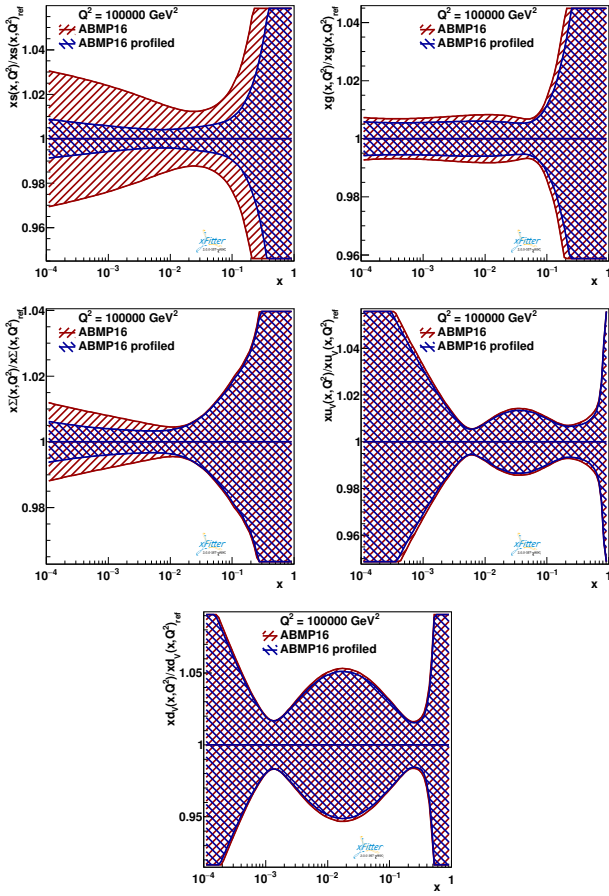 xs(x,Q²)/xs(x,Q²)ref
Q² = 100000 GeV²
ABMP16
ABMP16 profiled
1.04
1.02
1
0.98
0.96
xFitter
10⁻⁴ 10⁻³ 10⁻² 10⁻¹ 1
x
xg(x,Q²)/xg(x,Q²)ref
Q² = 100000 GeV²
ABMP16
ABMP16 profiled
1.04
1.02
1
0.98
0.96
xFitter
10⁻⁴ 10⁻³ 10⁻² 10⁻¹ 1
x
xΣ(x,Q²)/xΣ(x,Q²)ref
Q² = 100000 GeV²
ABMP16
ABMP16 profiled
1.04
1.02
1
0.98
xFitter
10⁻⁴ 10⁻³ 10⁻² 10⁻¹ 1
x
xuV(x,Q²)/xuV(x,Q²)ref
Q² = 100000 GeV²
ABMP16
ABMP16 profiled
1.04
1.02
1
0.98
0.96
xFitter
10⁻⁴ 10⁻³ 10⁻² 10⁻¹ 1
x
xdV(x,Q²)/xdV(x,Q²)ref
Q² = 100000 GeV²
ABMP16
ABMP16 profiled
1.05
1
0.95
xFitter
10⁻⁴ 10⁻³ 10⁻² 10⁻¹ 1
x